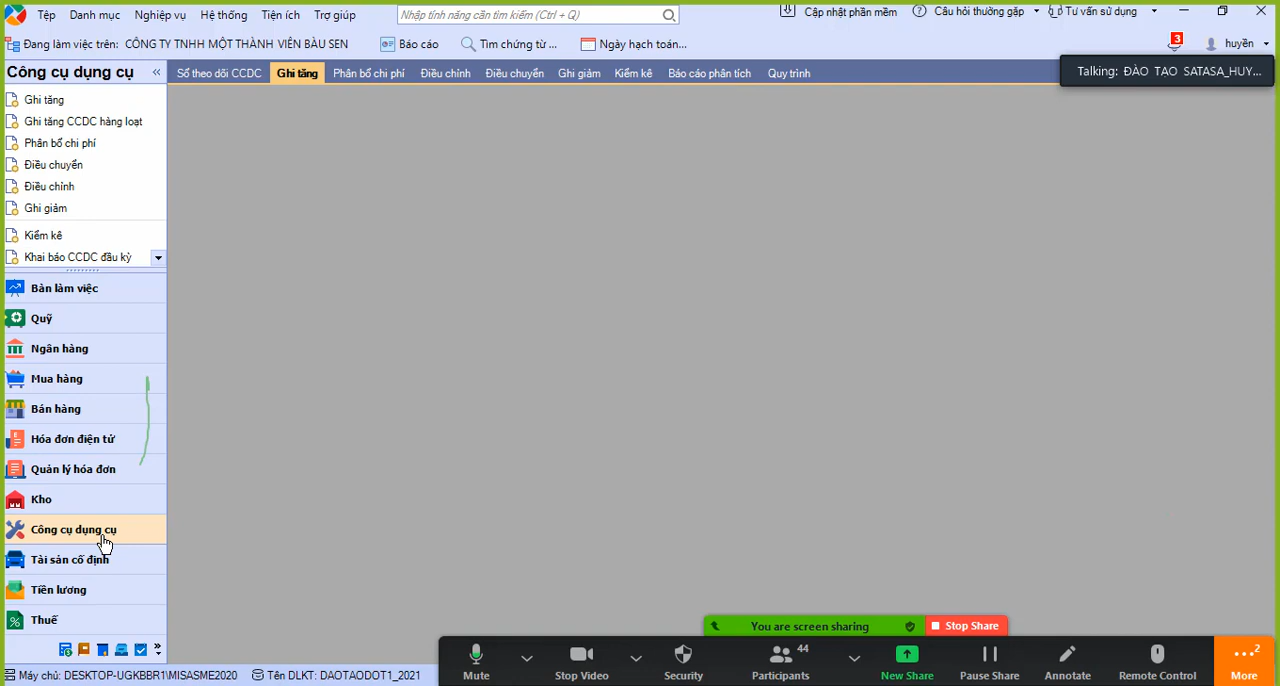 Tệp Danh mục Nghiệp vụ Hệ thống Tiện ích Trợ giúp Nhập tính năng cần tìm kiếm (Ctrl + Q) Cập nhật phần mềm Câu hỏi thường gặp Tư vấn sử dụng
Đang làm việc trên: CÔNG TY TNHH MỘT THÀNH VIÊN BÀU SEN Báo cáo Tìm chứng từ ... Ngày hạch toán... 3 huyền
Công cụ dụng cụ « Sổ theo dõi CCDC Ghi tăng Phân bổ chi phí Điều chỉnh Điều chuyển Ghi giảm Kiểm kê Báo cáo phân tích Quy trình Talking: ĐÀO TẠO SATASA_HUY...
Ghi tăng
Ghi tăng CCDC hàng loạt
Phân bổ chi phí
Điều chuyển
Điều chỉnh
Ghi giảm
Kiểm kê
Khai báo CCDC đầu kỳ
Bàn làm việc
Quỹ
Ngân hàng
Mua hàng
Bán hàng
Hóa đơn điện tử
Quản lý hóa đơn
Kho
Công cụ dụng cụ
Tài sản cố định
Tiền lương
Thuế
You are screen sharing Stop Share
Mute Stop Video Security 44 Participants New Share Pause Share Annotate Remote Control 2 More
Máy chủ: DESKTOP-UGKBBR1\MISASME2020 Tên DLKT: DAOTAODOT1_2021